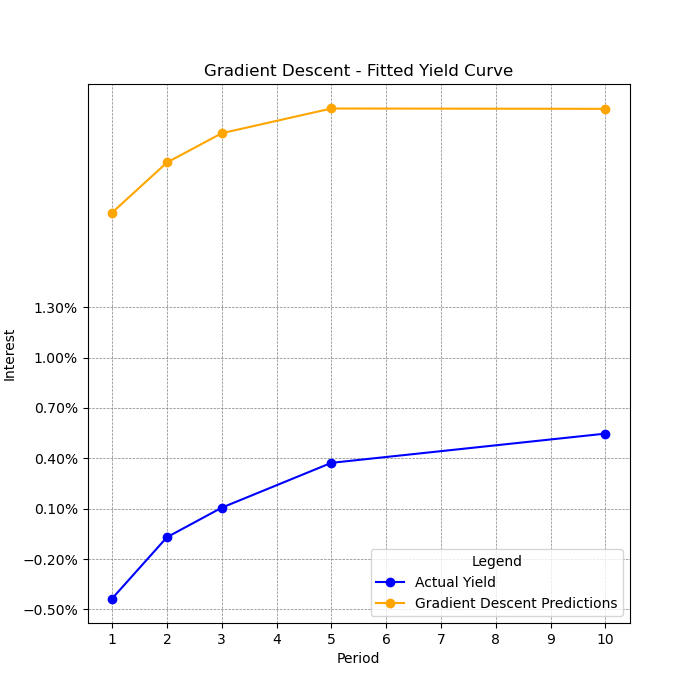 Gradient Descent - Fitted Yield Curve
1.30%
1.00%
0.70%
0.40%
0.10%
−0.20%
−0.50%
Interest
Legend
Actual Yield
Gradient Descent Predictions
1 2 3 4 5 6 7 8 9 10
Period